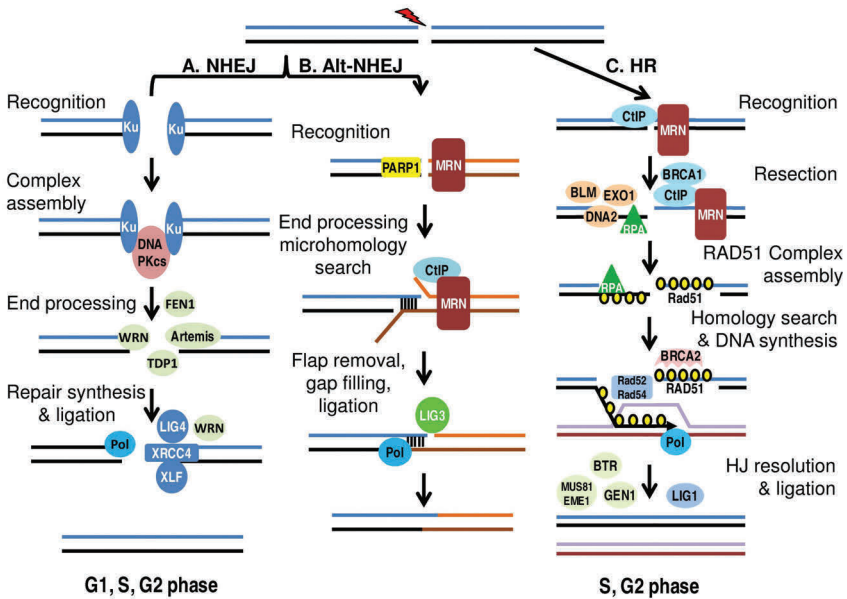 A. NHEJ
B. Alt-NHEJ
C. HR
Recognition
Ku
Ku
Complex
assembly
Ku
Ku
DNA
PKcs
End processing
FEN1
WRN
Artemis
TDP1
Repair synthesis
& ligation
LIG4
WRN
Pol
XRCC4
XLF
G1, S, G2 phase
Recognition
PARP1
MRN
End processing
microhomology
search
CtIP
MRN
Flap removal,
gap filling,
ligation
LIG3
Pol
Recognition
CtIP
MRN
Resection
BRCA1
BLM
EXO1
CtIP
DNA2
RPA
MRN
RAD51 Complex
assembly
RPA
Rad51
Homology search
& DNA synthesis
BRCA2
Rad52
Rad54
RAD51
Pol
HJ resolution
& ligation
BTR
MUS81
EME1
GEN1
LIG1
S, G2 phase